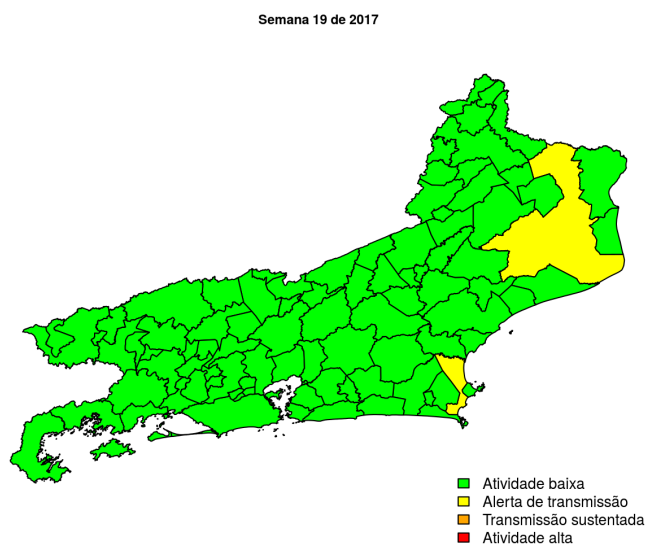 Semana 19 de 2017
Atividade baixa
Alerta de transmissão
Transmissão sustentada
Atividade alta